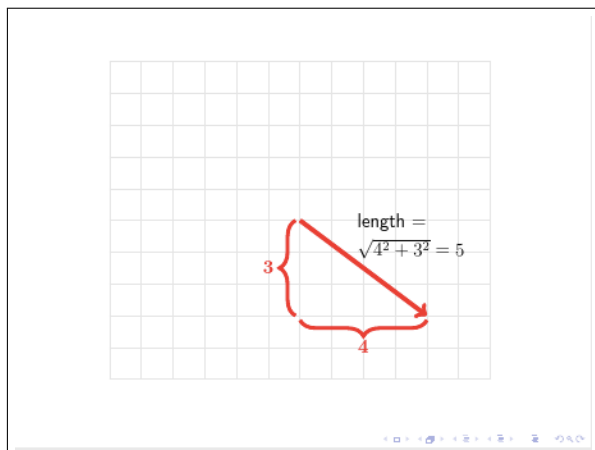 length =
√4² + 3² = 5
3
4